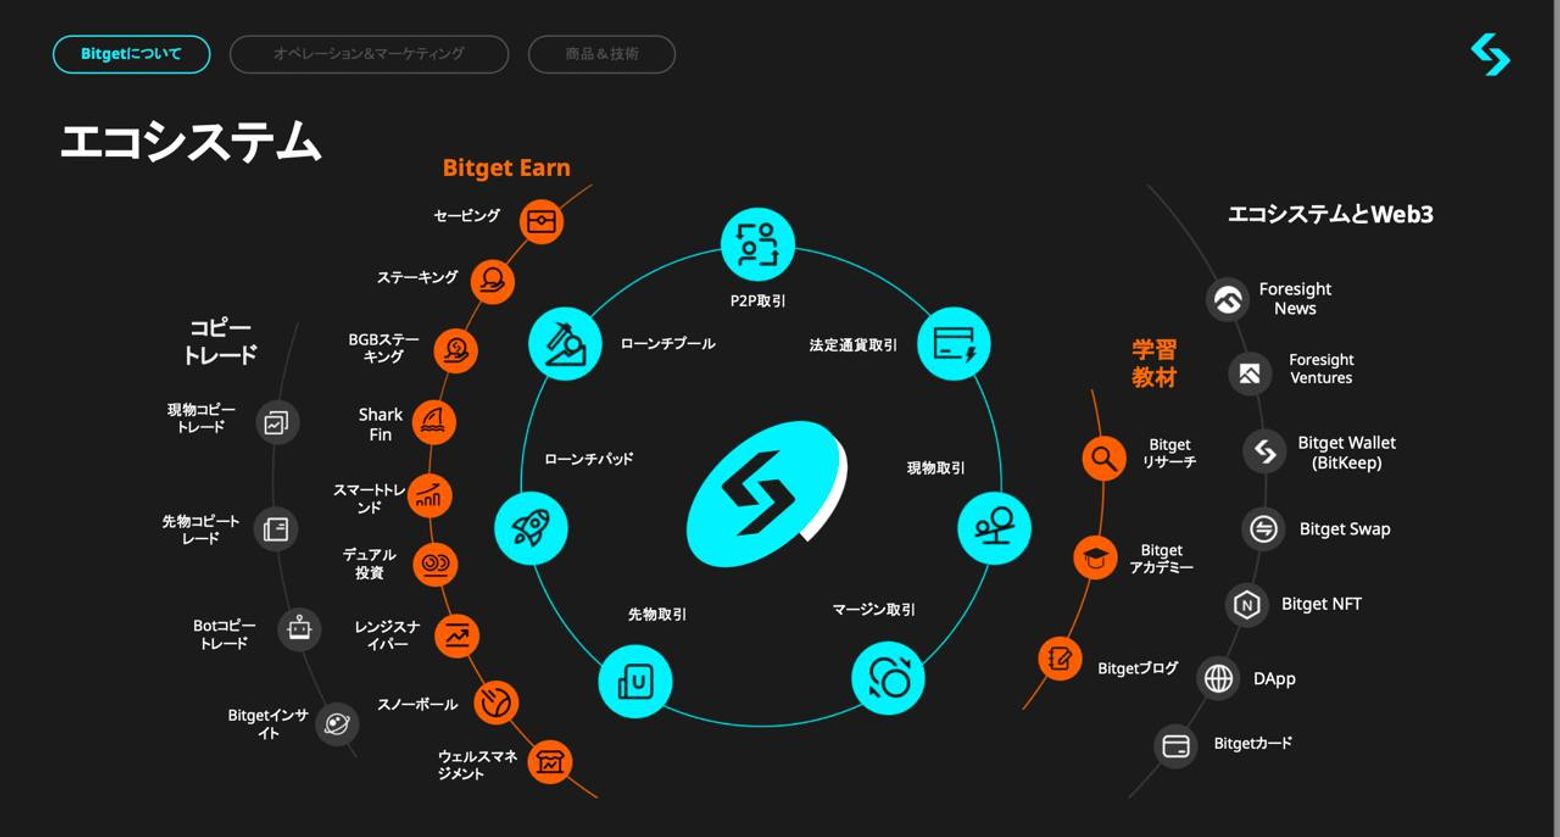 Bitgetについて
オペレーション&マーケティング
商品&技術
エコシステム
Bitget Earn
セービング
ステーキング
BGBステー
キング
Shark
Fin
スマートトレ
ンド
デュアル
投資
レンジスナ
イパー
スノーボール
ウェルスマネ
ジメント
コピー
トレード
現物コピー
トレード
先物コピート
レード
Botコピー
トレード
Bitgetインサ
イト
P2P取引
ローンチプール
法定通貨取引
ローンチパッド
現物取引
先物取引
マージン取引
学習
教材
Bitget
リサーチ
Bitget
アカデミー
Bitgetブログ
エコシステムとWeb3
Foresight
News
Foresight
Ventures
Bitget Wallet
(BitKeep)
Bitget Swap
N
Bitget NFT
DApp
Bitgetカード